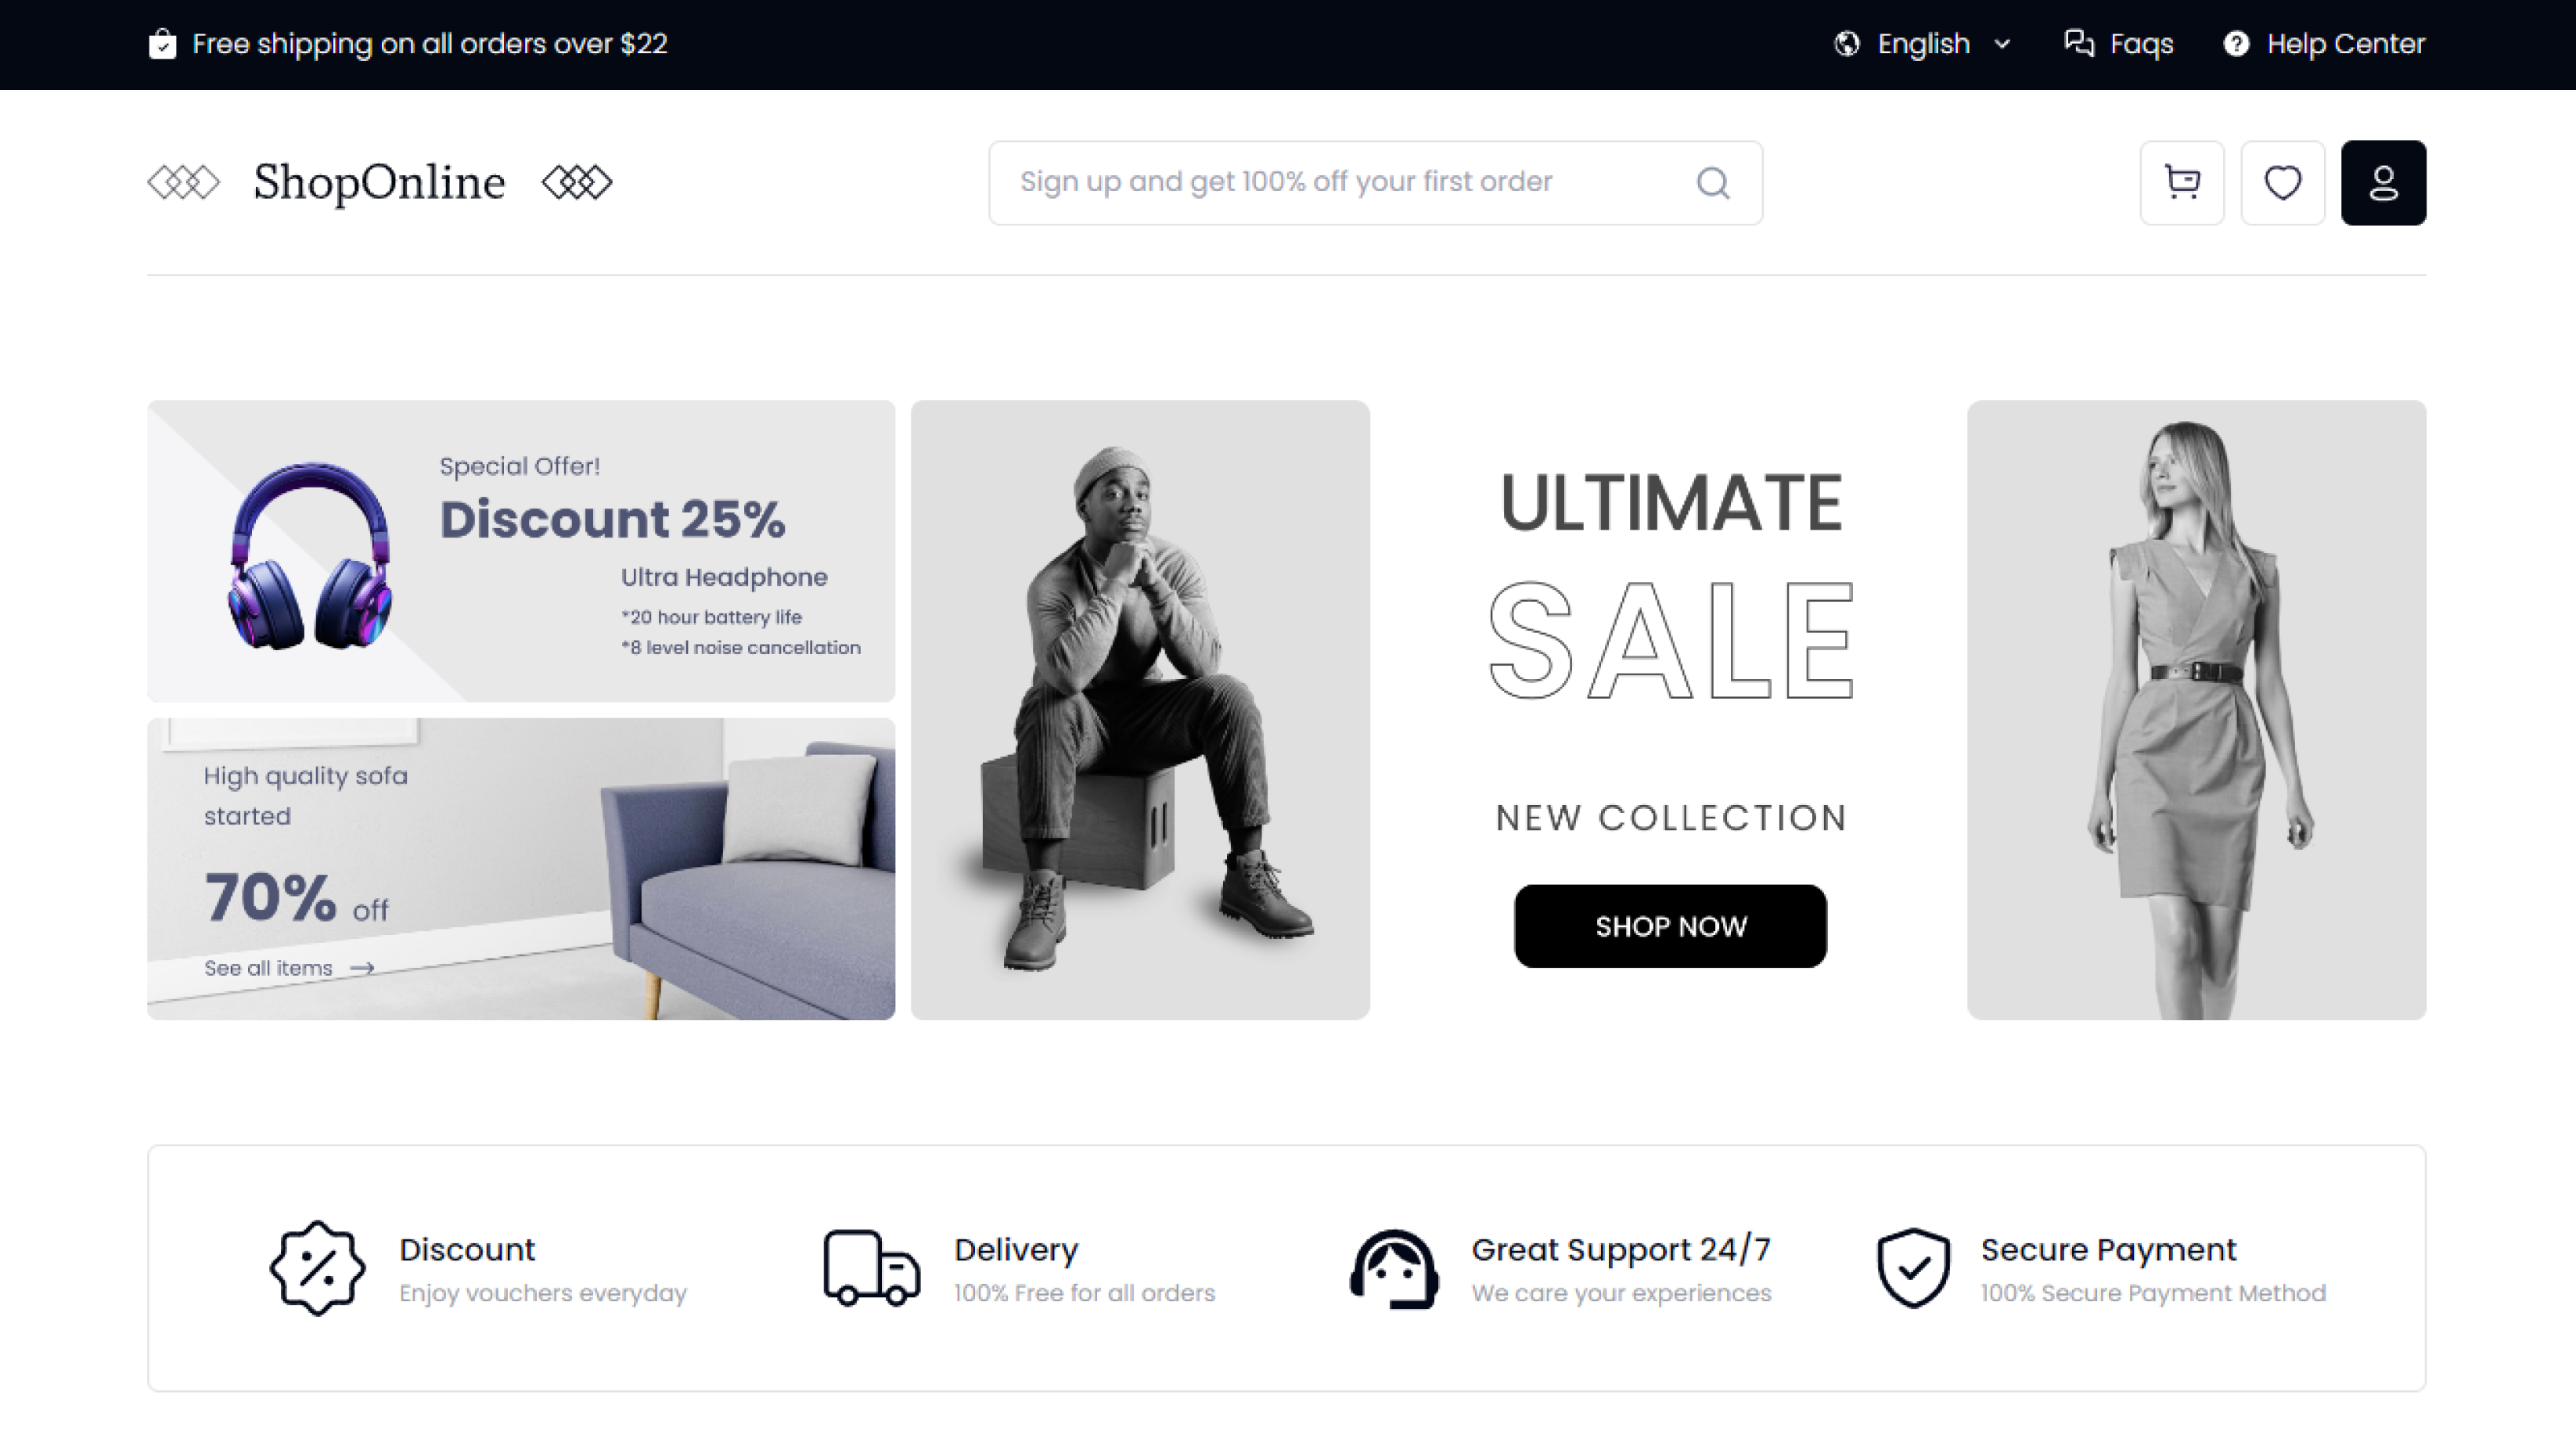 Free shipping on all orders over $22
English
Faqs
Help Center
ShopOnline
Sign up and get 100% off your first order
Special Offer!
Discount 25%
Ultra Headphone
*20 hour battery life
*8 level noise cancellation
High quality sofa
started
70% off
See all items
ULTIMATE
SALE
NEW COLLECTION
SHOP NOW
Discount
Enjoy vouchers everyday
Delivery
100% Free for all orders
Great Support 24/7
We care your experiences
Secure Payment
100% Secure Payment Method